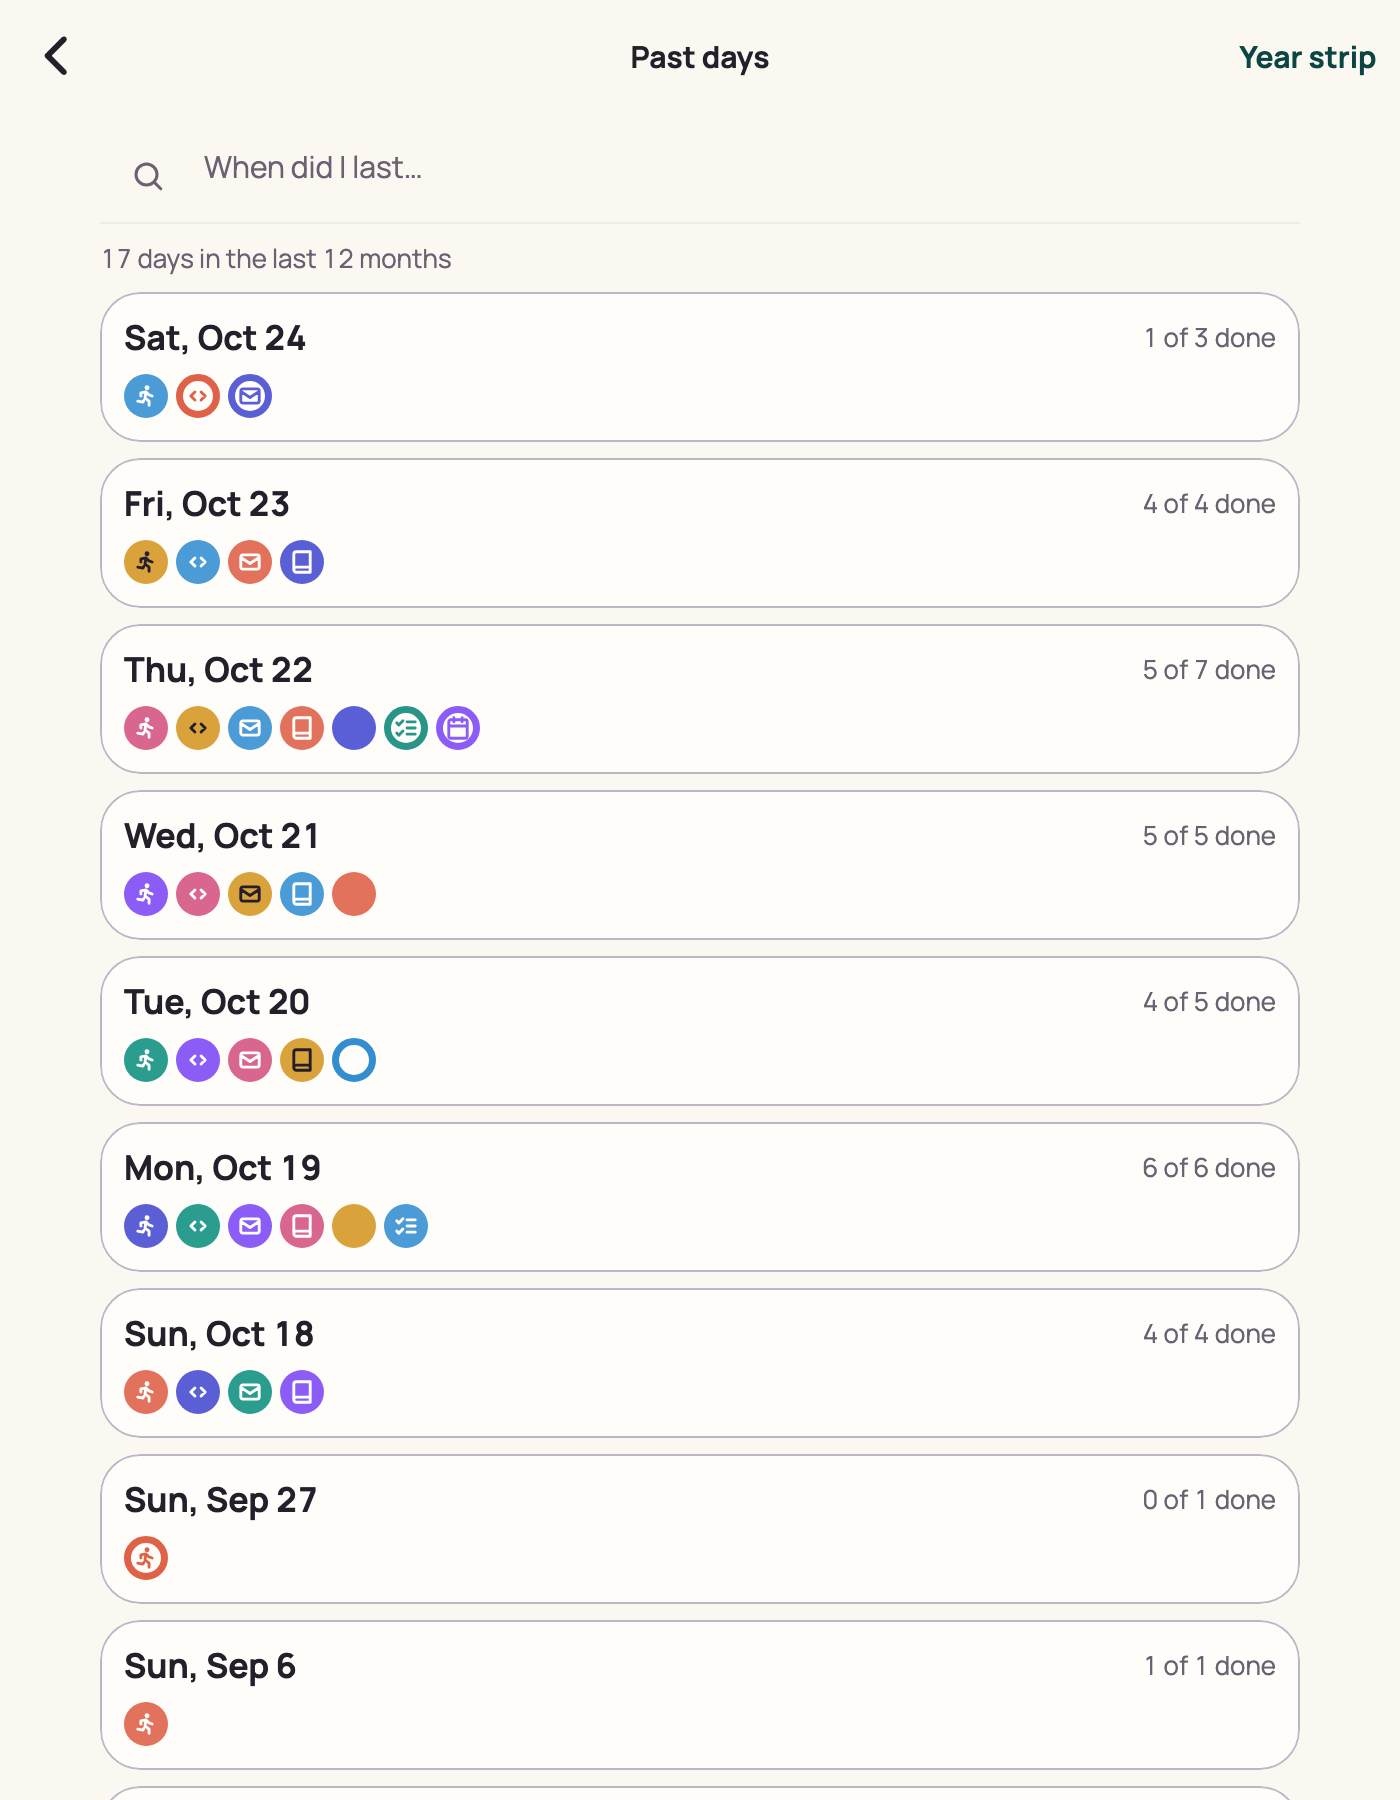 Past days
Year strip
When did I last...
17 days in the last 12 months
Sat, Oct 24
1 of 3 done
Fri, Oct 23
4 of 4 done
Thu, Oct 22
5 of 7 done
Wed, Oct 21
5 of 5 done
Tue, Oct 20
4 of 5 done
Mon, Oct 19
6 of 6 done
Sun, Oct 18
4 of 4 done
Sun, Sep 27
0 of 1 done
Sun, Sep 6
1 of 1 done